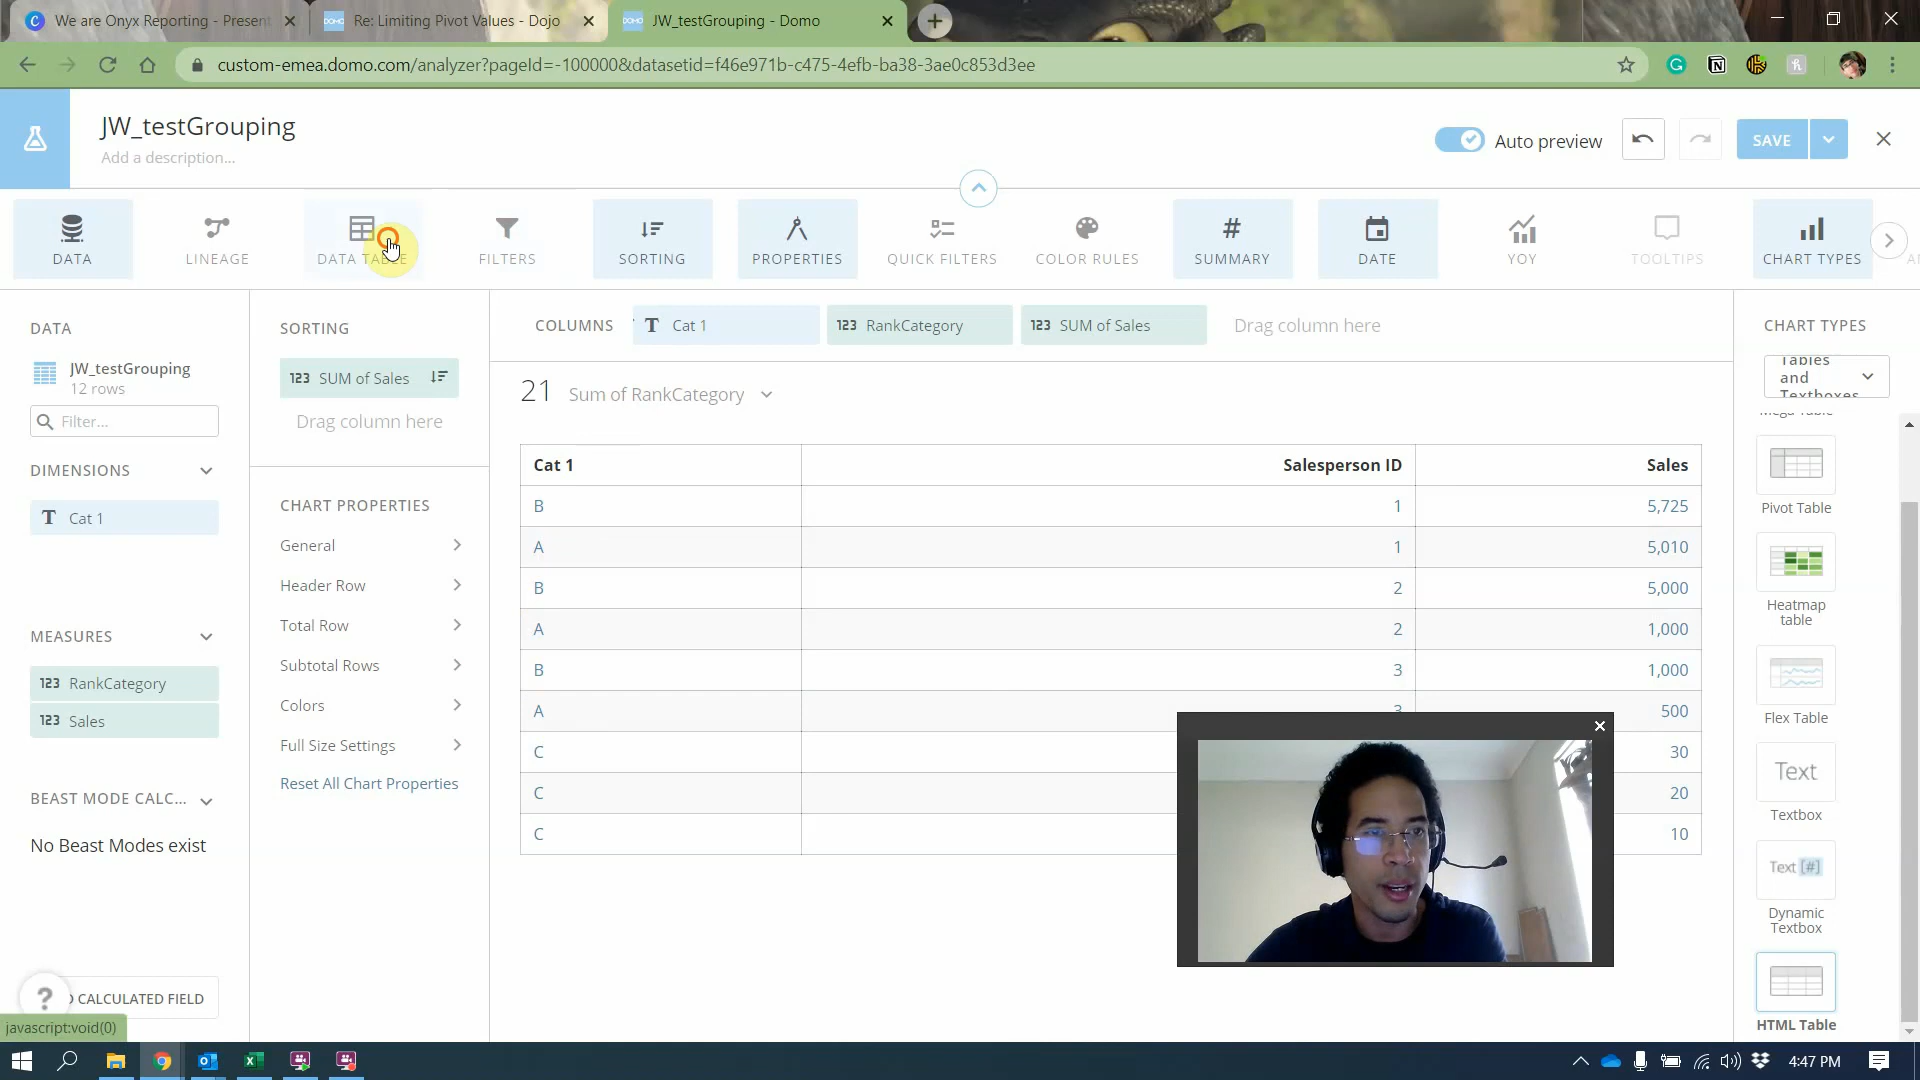 We are Onyx Reporting - Present
Re: Limiting Pivot Values - Dojo
JW_testGrouping - Domo
custom-emea.domo.com/analyzer?pageId=-100000&datasetid=f46e971b-c475-4efb-ba38-3ae0c853d3ee
JW_testGrouping
Add a description...
Auto preview
SAVE
DATA
LINEAGE
DATA TABLE
FILTERS
SORTING
PROPERTIES
QUICK FILTERS
COLOR RULES
SUMMARY
DATE
YOY
TOOLTIPS
CHART TYPES
DATA
JW_testGrouping
12 rows
Filter...
DIMENSIONS
T Cat 1
MEASURES
123 RankCategory
123 Sales
BEAST MODE CALC...
No Beast Modes exist
? CALCULATED FIELD
javascript:void(0)
SORTING
123 SUM of Sales
Drag column here
CHART PROPERTIES
General
Header Row
Total Row
Subtotal Rows
Colors
Full Size Settings
Reset All Chart Properties
COLUMNS T Cat 1 123 RankCategory 123 SUM of Sales Drag column here
21 Sum of RankCategory
Cat 1 Salesperson ID Sales
B 1 5,725
A 1 5,010
B 2 5,000
A 2 1,000
B 3 1,000
A 3 500
C 30
C 20
C 10
CHART TYPES
Tables
and
Textboxes
Mega Table
Pivot Table
Heatmap
table
Flex Table
Text
Textbox
Text [#]
Dynamic
Textbox
HTML Table
4:47 PM